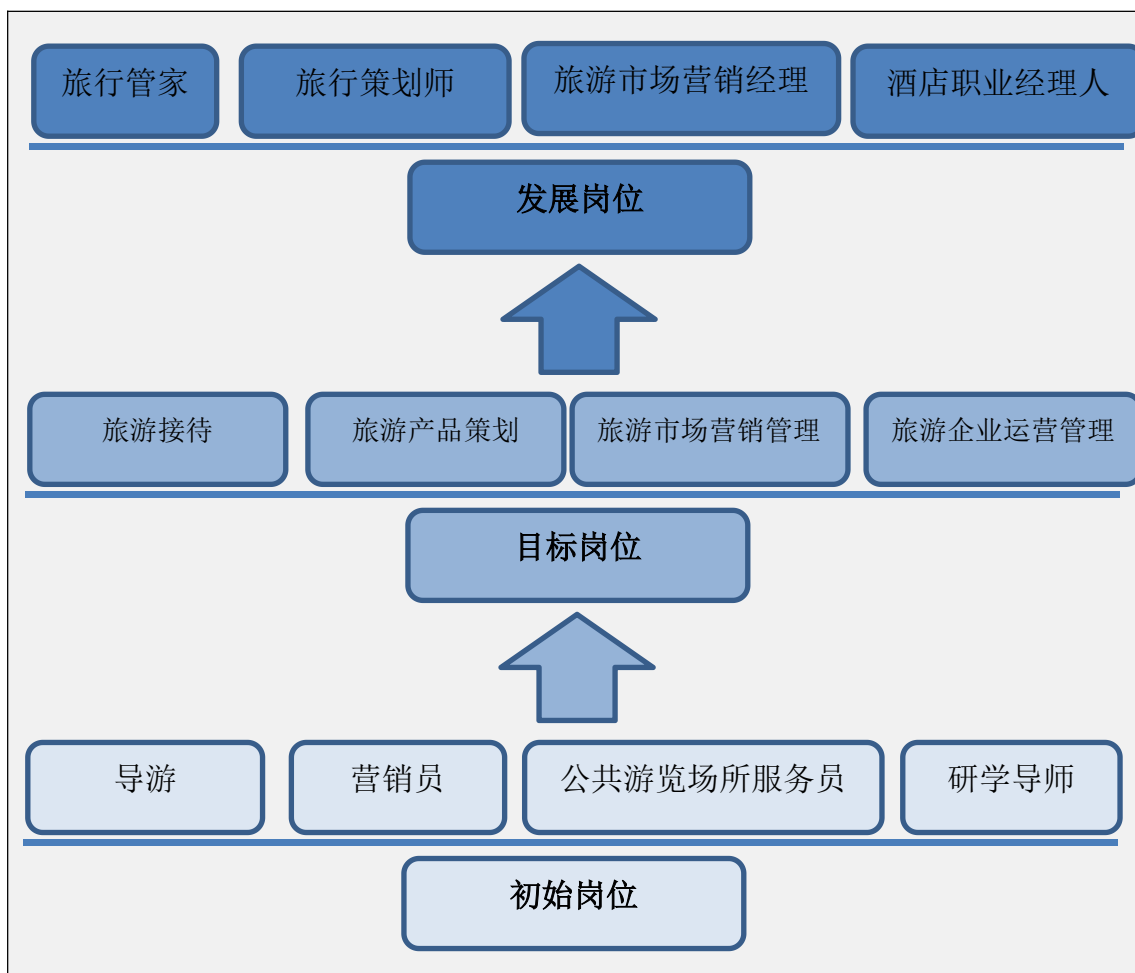 旅行管家
旅行策划师
旅游市场营销经理
酒店职业经理人
发展岗位
旅游接待
旅游产品策划
旅游市场营销管理
旅游企业运营管理
目标岗位
导游
营销员
公共游览场所服务员
研学导师
初始岗位